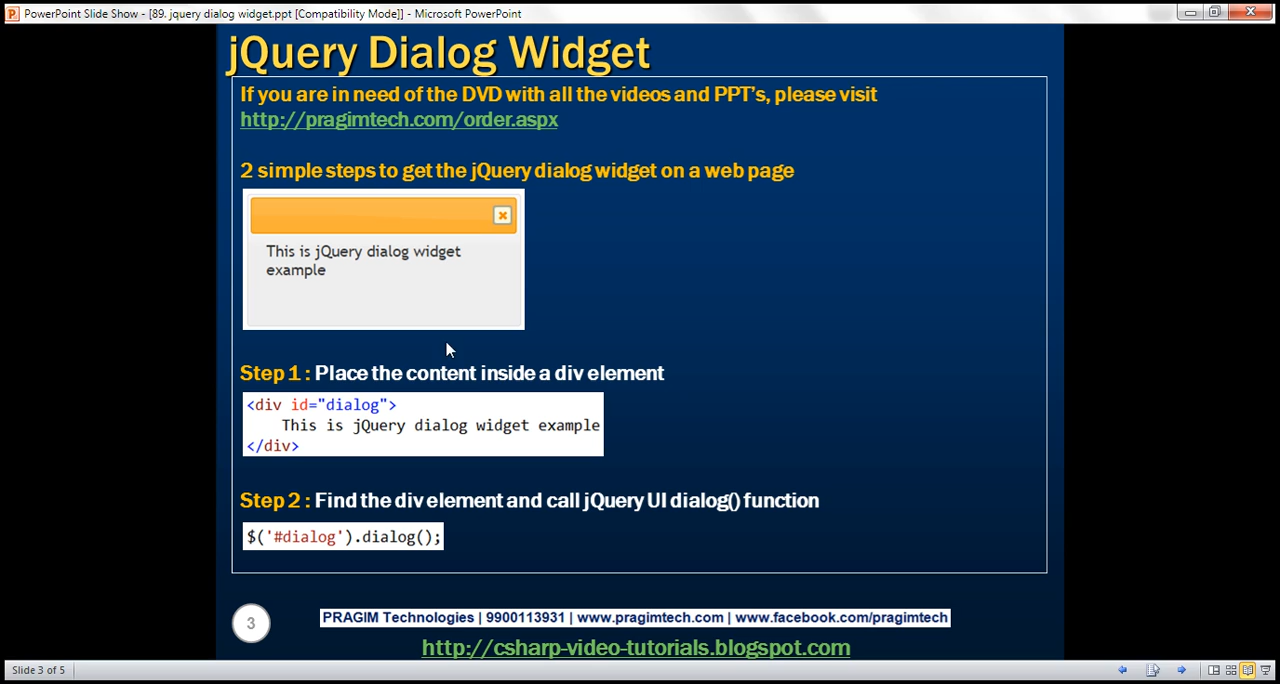 PowerPoint Slide Show - [89. jquery dialog widget.ppt [Compatibility Mode]] - Microsoft PowerPoint
jQuery Dialog Widget
If you are in need of the DVD with all the videos and PPT's, please visit
http://pragimtech.com/order.aspx
2 simple steps to get the jQuery dialog widget on a web page
This is jQuery dialog widget
example
Step 1 : Place the content inside a div element
<div id="dialog">
This is jQuery dialog widget example
</div>
Step 2 : Find the div element and call jQuery UI dialog() function
$('#dialog').dialog();
3
PRAGIM Technologies | 9900113931 | www.pragimtech.com | www.facebook.com/pragimtech
http://csharp-video-tutorials.blogspot.com
Slide 3 of 5